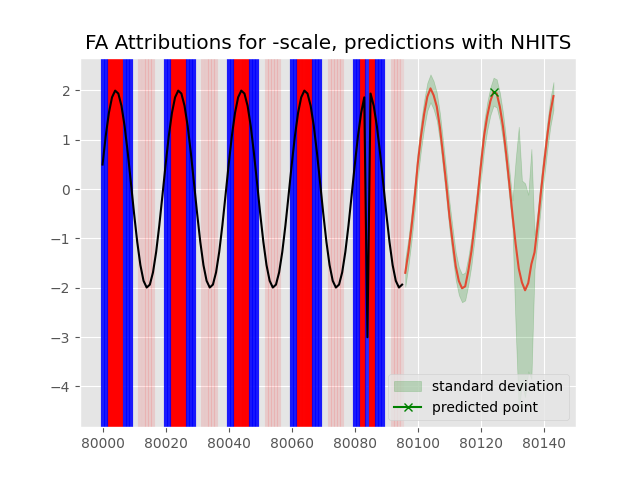 FA Attributions for -scale, predictions with NHITS
2
1
0
−1
−2
−3
−4
standard deviation
predicted point
80000 80020 80040 80060 80080 80100 80120 80140